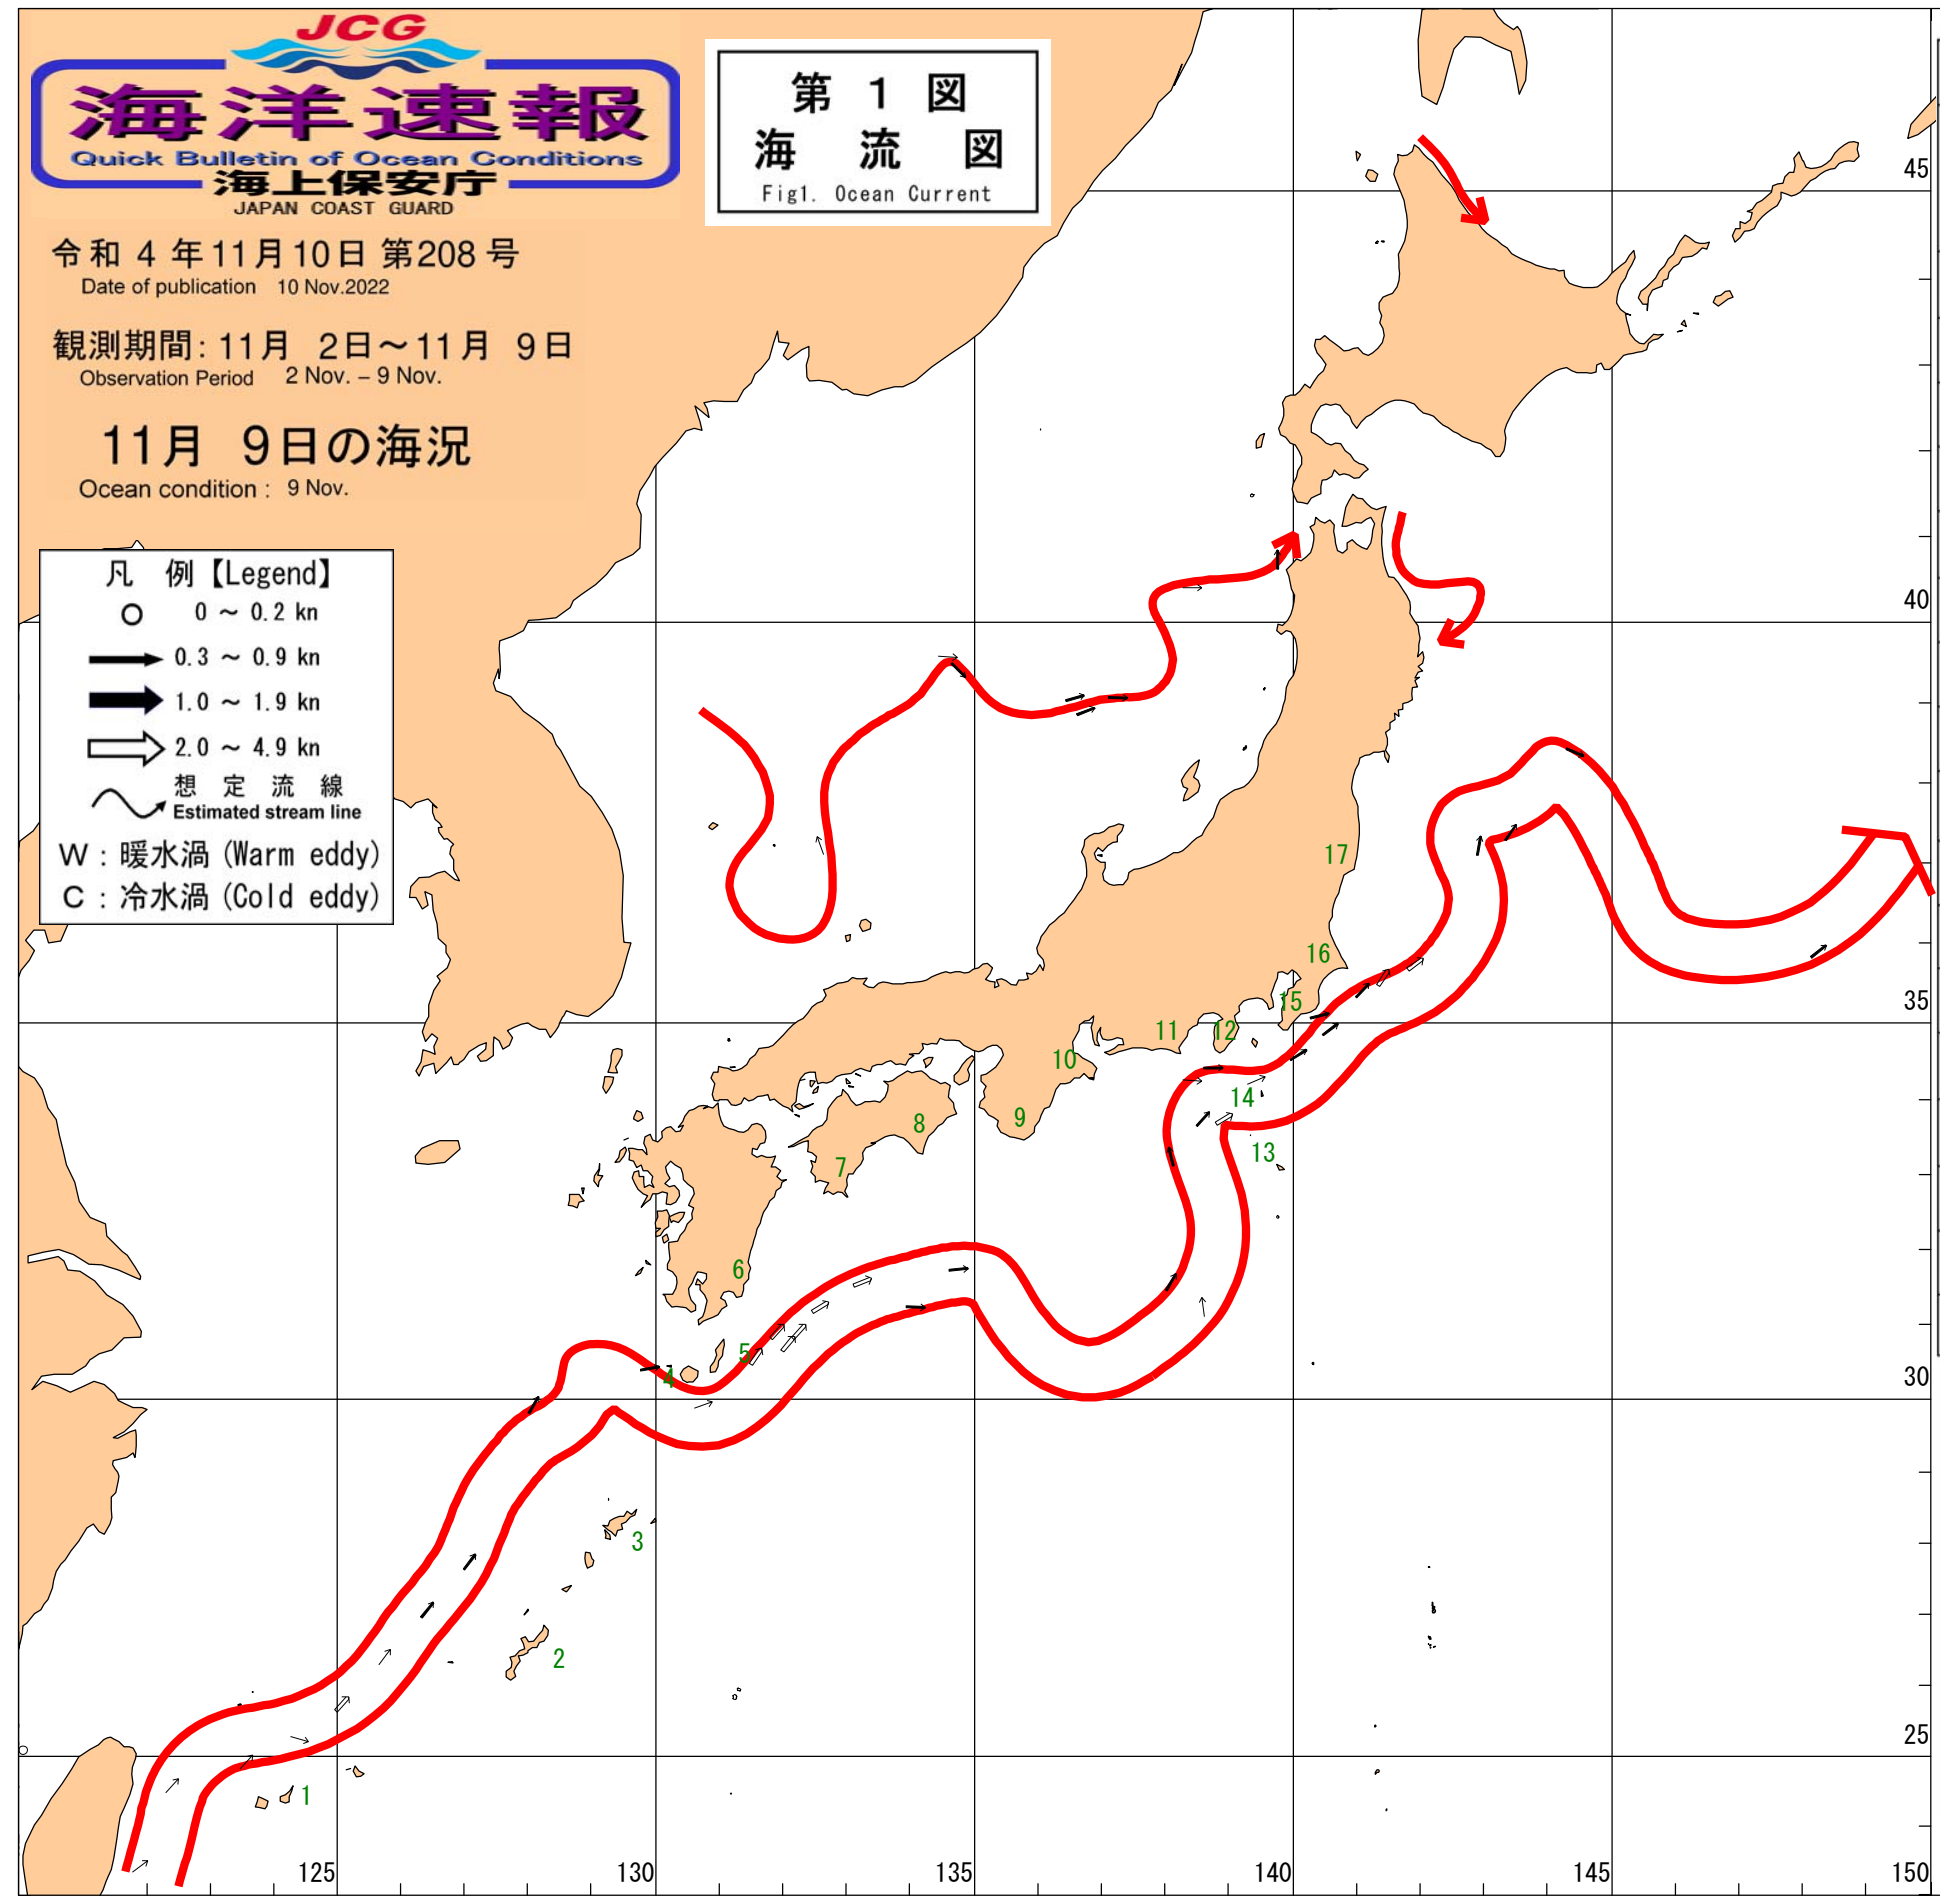 JCG
海洋速報
Quick Bulletin of Ocean Conditions
海上保安庁
JAPAN COAST GUARD
第 1 図
海 流 図
Fig1. Ocean Current
令和 4 年11月10日 第208号
Date of publication 10 Nov.2022
観測期間: 11月 2日～11月 9日
Observation Period 2 Nov. – 9 Nov.
11月 9日の海況
Ocean condition : 9 Nov.
凡 例【Legend】
0 ～ 0.2 kn
0.3 ～ 0.9 kn
1.0 ～ 1.9 kn
2.0 ～ 4.9 kn
想 定 流 線
Estimated stream line
W : 暖水渦 (Warm eddy)
C : 冷水渦 (Cold eddy)
45
40
17
16
35
15
11
12
10
14
9
8
13
7
6
5
4
30
3
2
25
1
125
130
135
140
145
150